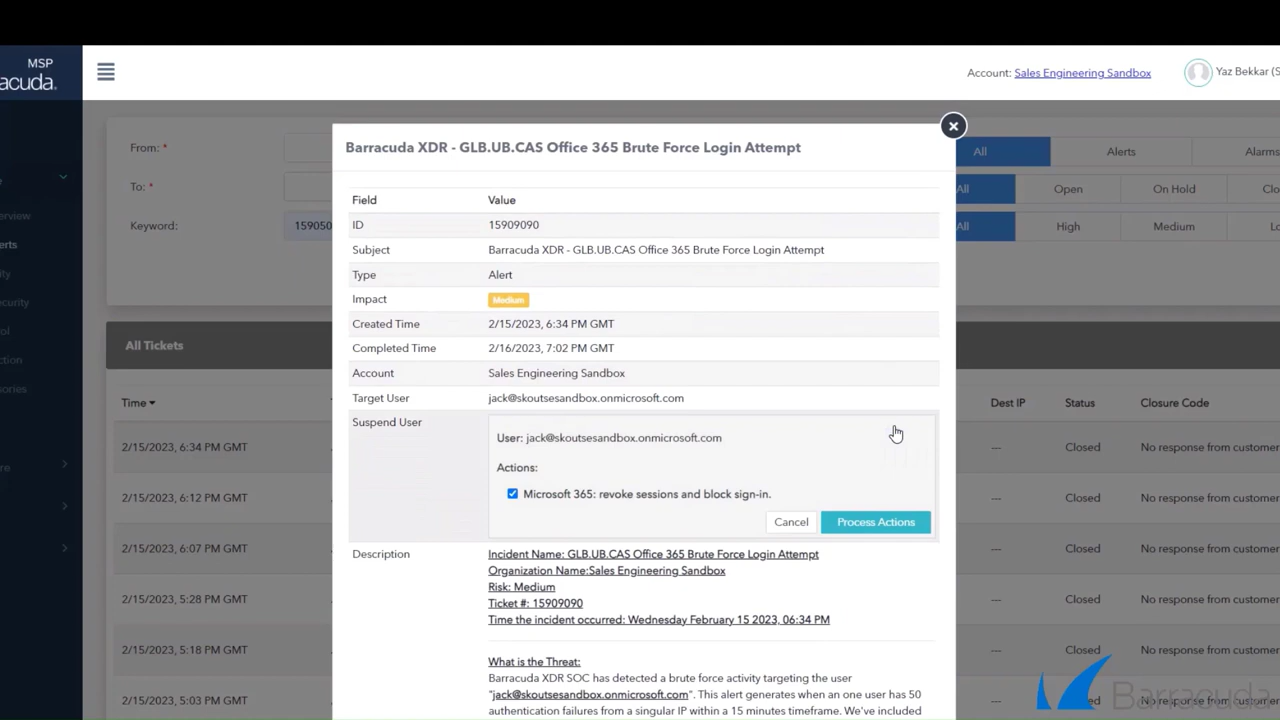 MSP
acuda.
Account: Sales Engineering Sandbox
Yaz Bekkar (S
Barracuda XDR - GLB.UB.CAS Office 365 Brute Force Login Attempt
From: *
To: *
Keyword:
159050
All
Alerts
Alarms
All
Open
On Hold
Clo
All
High
Medium
Lo
Field
Value
ID
15909090
Subject
Barracuda XDR - GLB.UB.CAS Office 365 Brute Force Login Attempt
Type
Alert
Impact
Medium
Created Time
2/15/2023, 6:34 PM GMT
Completed Time
2/16/2023, 7:02 PM GMT
Account
Sales Engineering Sandbox
Target User
jack@skoutsesandbox.onmicrosoft.com
Suspend User
User: jack@skoutsesandbox.onmicrosoft.com
Actions:
Microsoft 365: revoke sessions and block sign-in.
Cancel
Process Actions
Description
Incident Name: GLB.UB.CAS Office 365 Brute Force Login Attempt
Organization Name:Sales Engineering Sandbox
Risk: Medium
Ticket #: 15909090
Time the incident occurred: Wednesday February 15 2023, 06:34 PM
What is the Threat:
Barracuda XDR SOC has detected a brute force activity targeting the user
"jack@skoutsesandbox.onmicrosoft.com". This alert generates when an one user has 50
authentication failures from a singular IP within a 15 minutes timeframe. We've included
e
erview
erts
ity
ecurity
ol
ction
sories
re
All Tickets
Time
Dest IP
Status
Closure Code
2/15/2023, 6:34 PM GMT
---
Closed
No response from customer
2/15/2023, 6:12 PM GMT
---
Closed
No response from customer
2/15/2023, 6:07 PM GMT
---
Closed
No response from customer
2/15/2023, 5:28 PM GMT
---
Closed
No response from customer
2/15/2023, 5:18 PM GMT
---
Closed
No response from customer
2/15/2023, 5:03 PM GMT
Barracuda